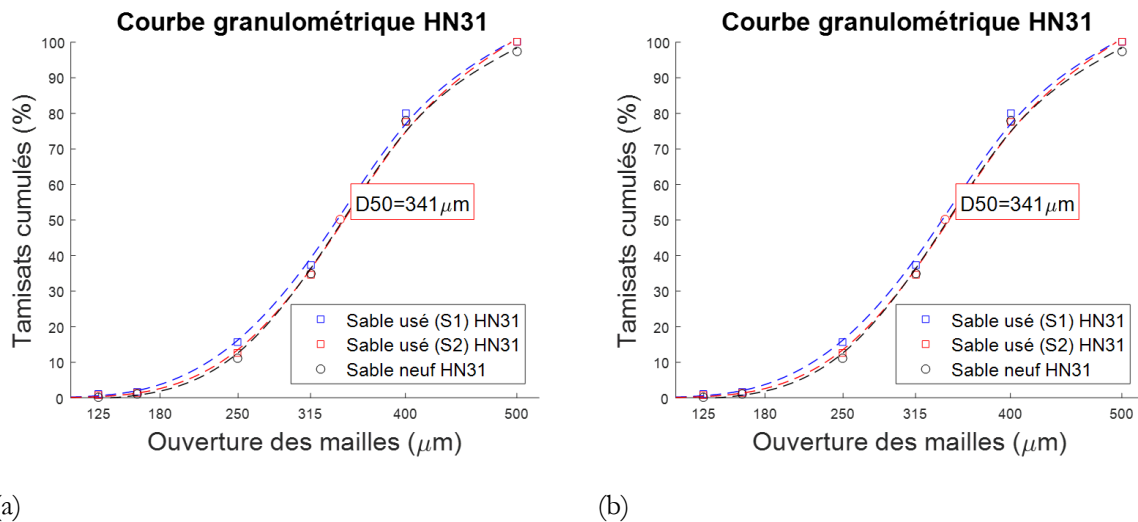 Courbe granulométrique HN31
100
90
80
70
60
50
40
30
20
10
0
Tamisats cumulés (%)
D50=341μm
Sable usé (S1) HN31
Sable usé (S2) HN31
Sable neuf HN31
125 180 250 315 400 500
Ouverture des mailles (μm)
(a)
Courbe granulométrique HN31
100
90
80
70
60
50
40
30
20
10
0
Tamisats cumulés (%)
D50=341μm
Sable usé (S1) HN31
Sable usé (S2) HN31
Sable neuf HN31
125 180 250 315 400 500
Ouverture des mailles (μm)
(b)